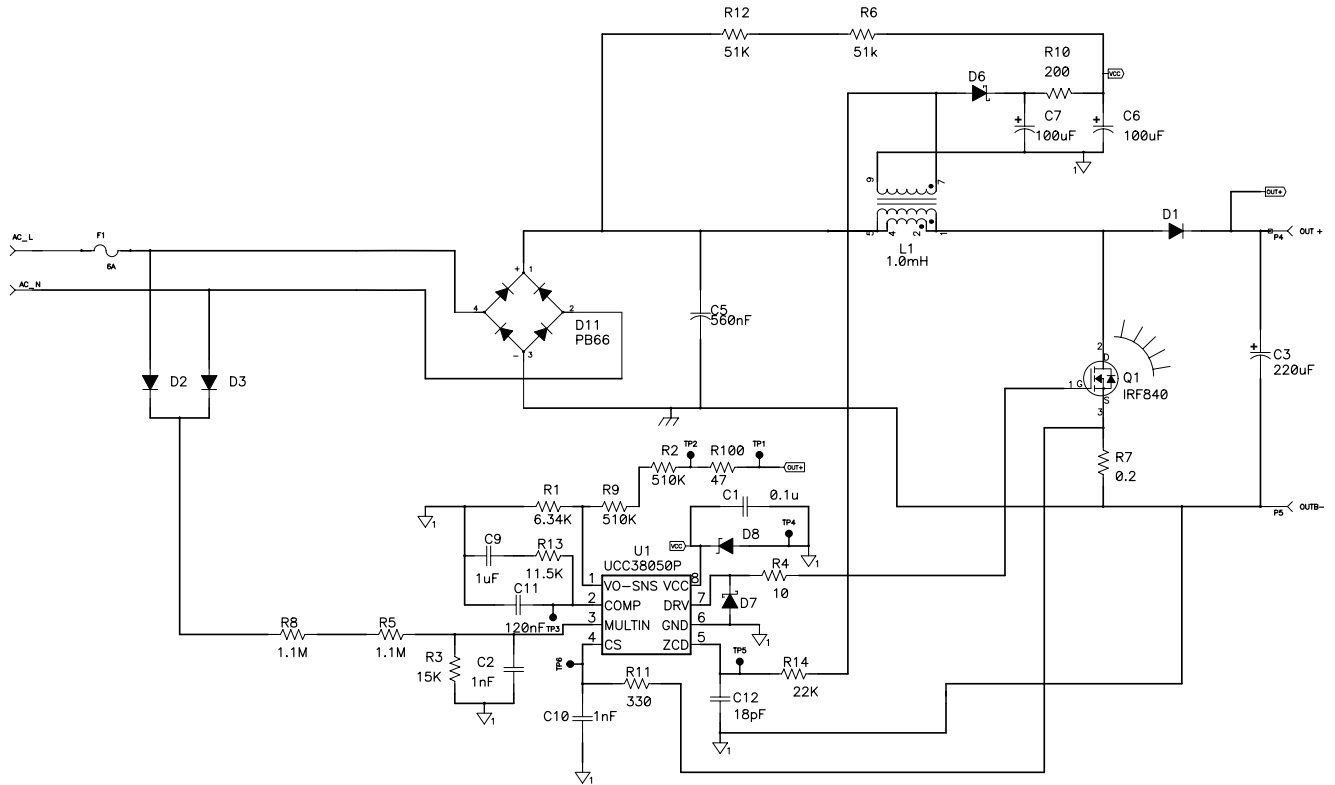 R12
51K
R6
51k
R10
200
VCC
D6
C7
100uF
C6
100uF
1
9
7
OUT+
AC_L
F1
6A
5
4
2
1
L1
1.0mH
D1
P4
OUT +
AC_N
+
1
4
2
D11
PB66
-
3
C5
560nF
D2
D3
2
D
1
G
Q1
IRF840
S
3
C3
220uF
R7
0.2
TP2
TP1
R2
510K
R100
47
OUT+
R1
6.34K
R9
510K
C1
0.1u
P5
OUTB-
1
TP4
VCC
D8
1
C9
1uF
R13
11.5K
U1
UCC38050P
1
VO-SNS
VCC
8
2
COMP
DRV
7
3
MULTIN
GND
6
4
CS
ZCD
5
R4
10
C11
120nF
TP3
D7
1
R8
1.1M
R5
1.1M
R3
15K
C2
1nF
1
TP6
R11
330
TP5
R14
22K
C12
18pF
1
C10
1nF
1